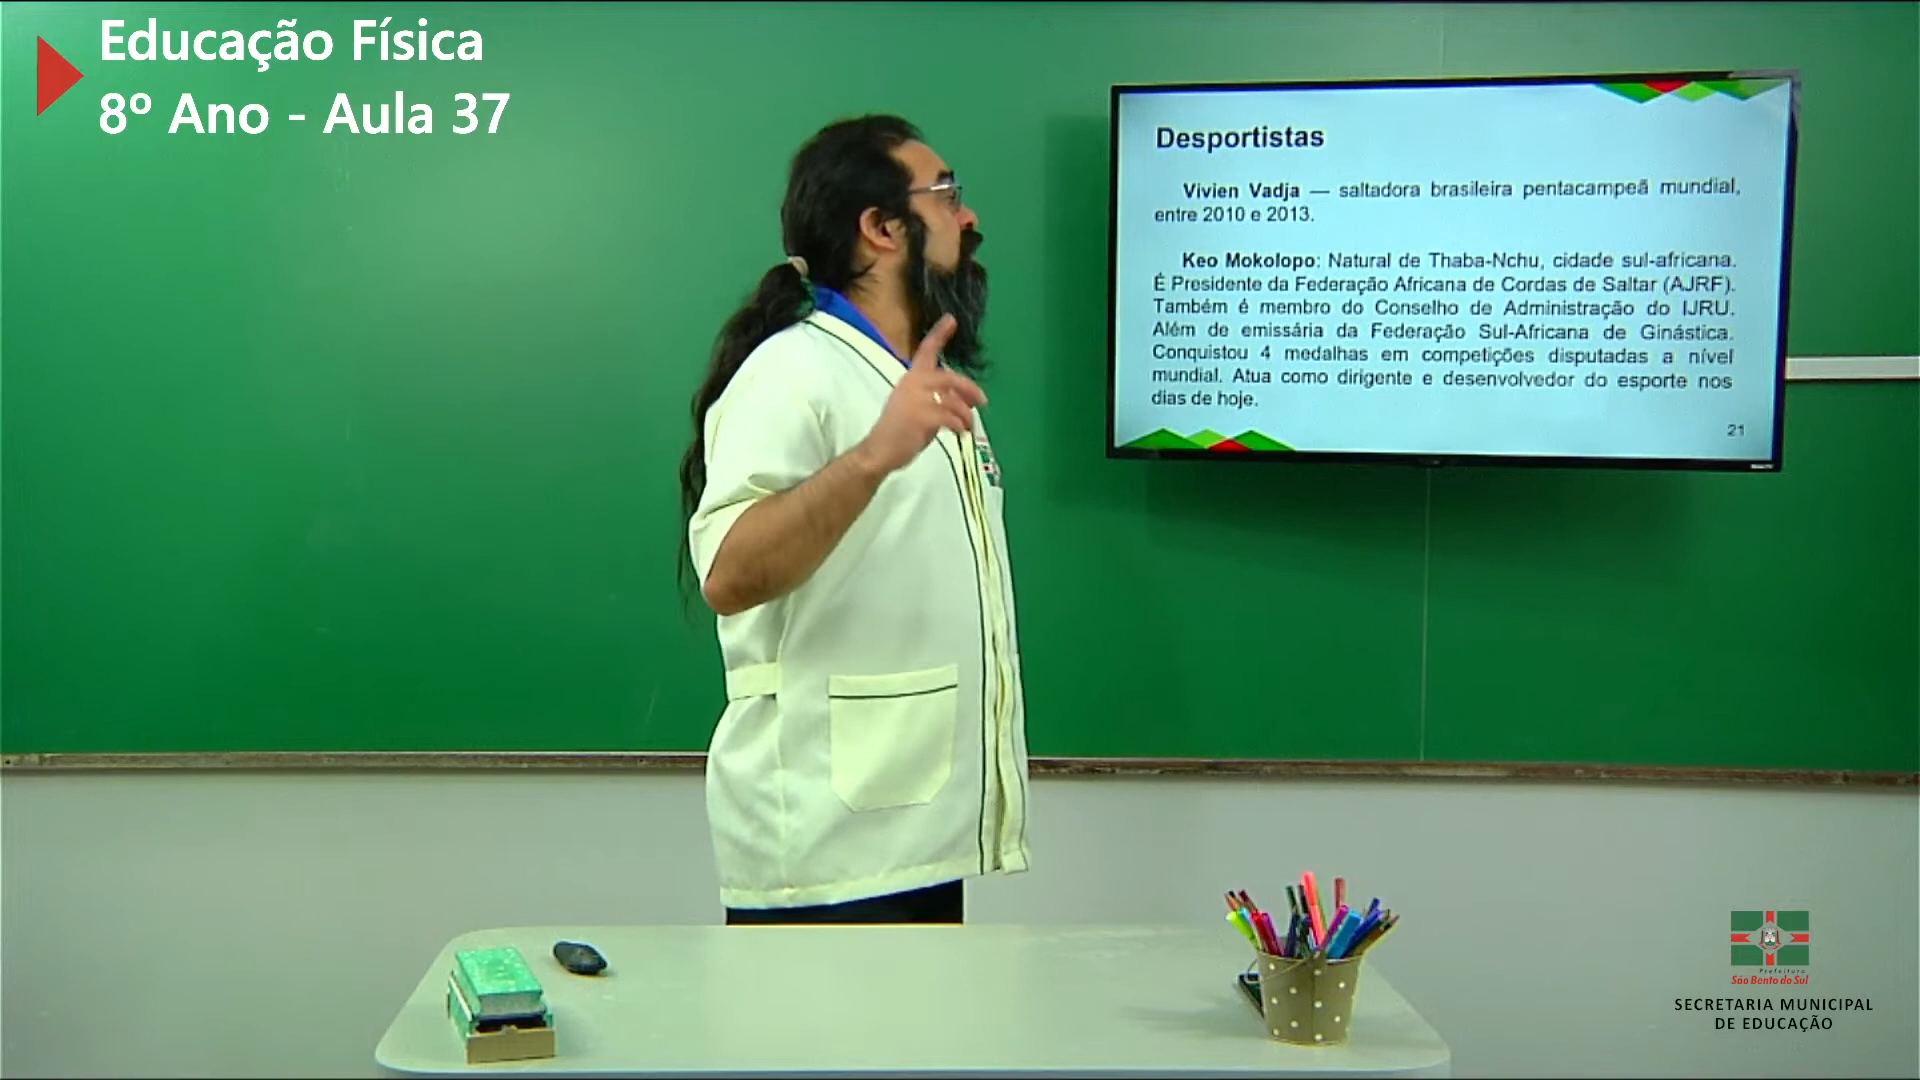 Educação Física
8º Ano - Aula 37
Desportistas
Vivien Vadja — saltadora brasileira pentacampeã mundial,
entre 2010 e 2013.
Keo Mokolopo: Natural de Thaba-Nchu, cidade sul-africana.
É Presidente da Federação Africana de Cordas de Saltar (AJRF).
Também é membro do Conselho de Administração do IJRU.
Além de emissária da Federação Sul-Africana de Ginástica.
Conquistou 4 medalhas em competições disputadas a nível
mundial. Atua como dirigente e desenvolvedor do esporte nos
dias de hoje.
21
Prefeitura
São Bento do Sul
SECRETARIA MUNICIPAL
DE EDUCAÇÃO